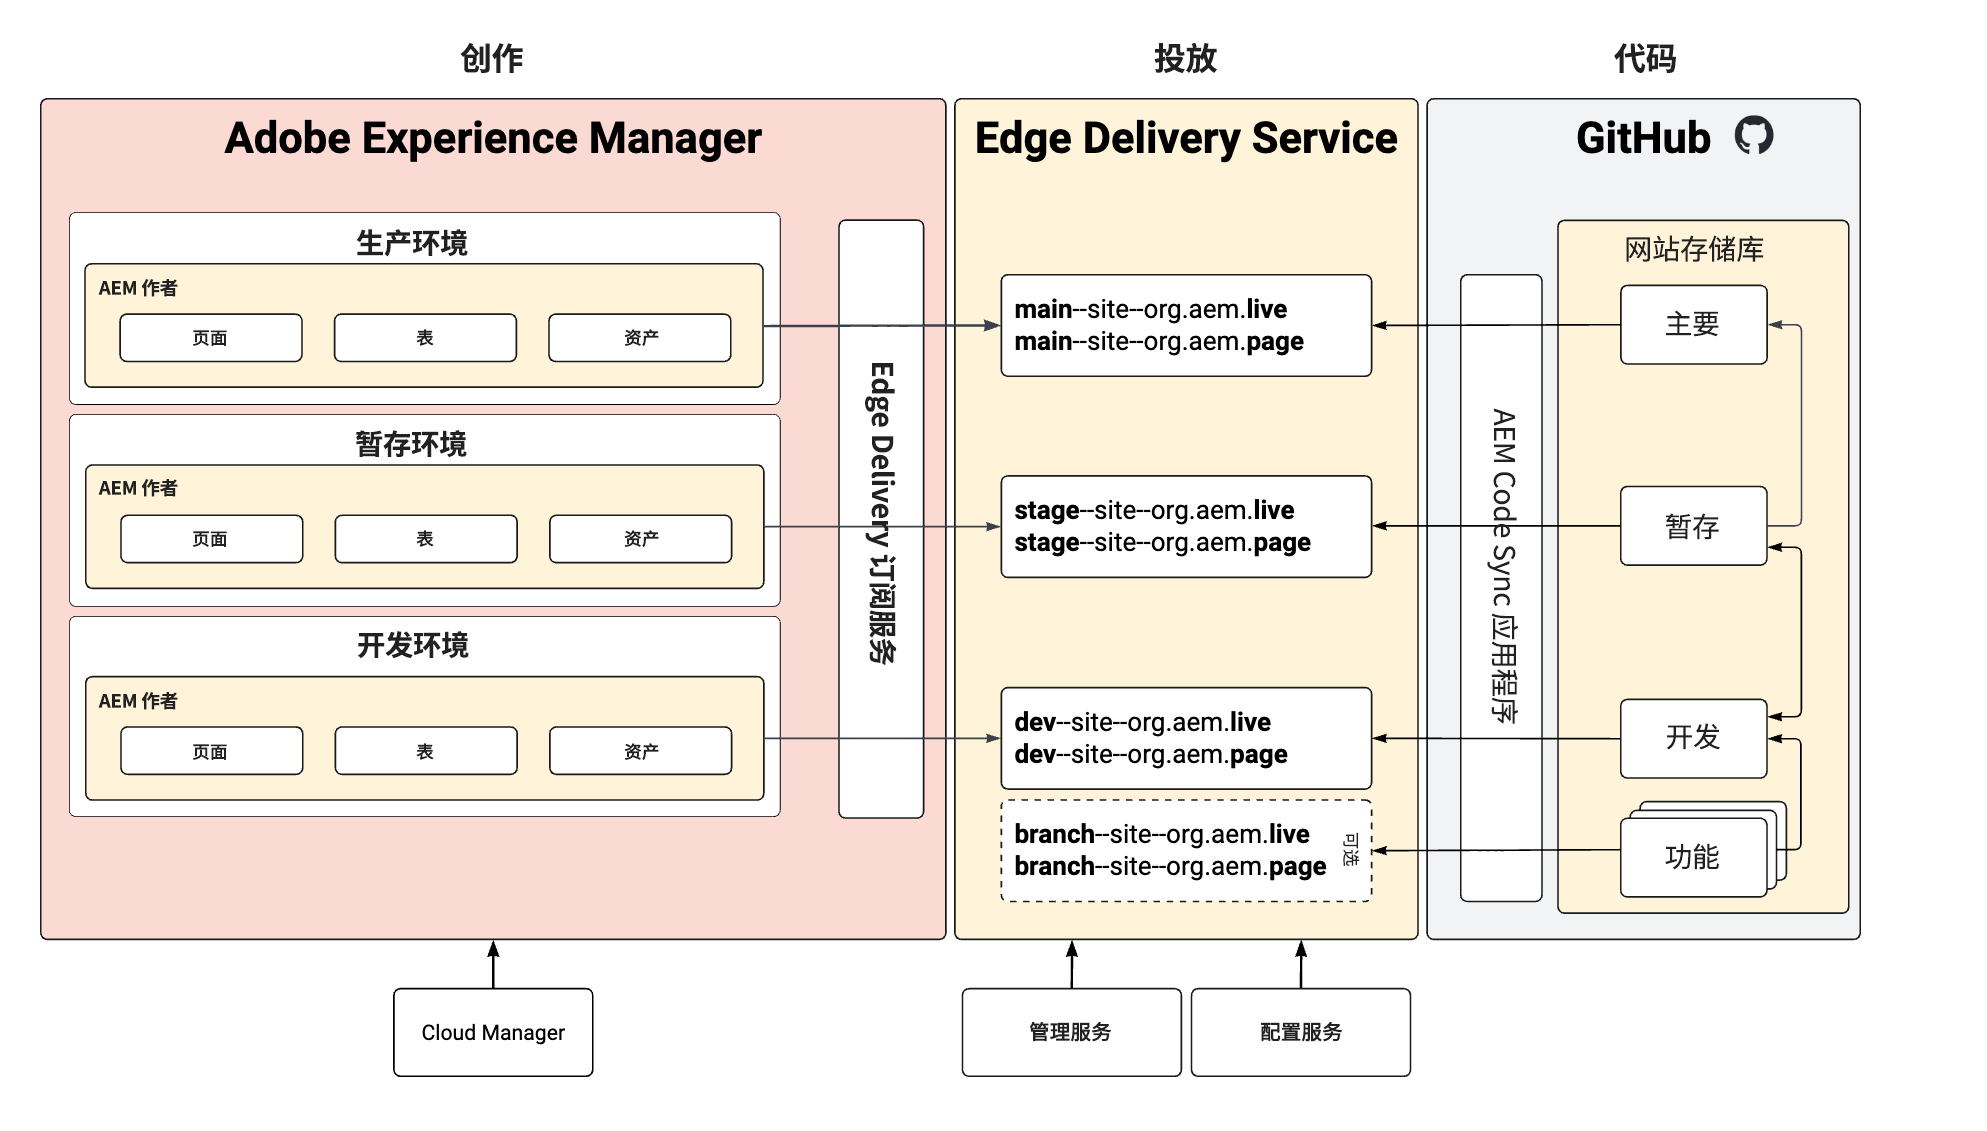 创作
投放
代码
Adobe Experience Manager
生产环境
AEM 作者
页面
表
资产
暂存环境
AEM 作者
页面
表
资产
开发环境
AEM 作者
页面
表
资产
Edge Delivery 订阅服务
Edge Delivery Service
main--site--org.aem.live
main--site--org.aem.page
stage--site--org.aem.live
stage--site--org.aem.page
dev--site--org.aem.live
dev--site--org.aem.page
branch--site--org.aem.live
branch--site--org.aem.page
可选
GitHub
AEM Code Sync 应用程序
网站存储库
主要
暂存
开发
功能
Cloud Manager
管理服务
配置服务